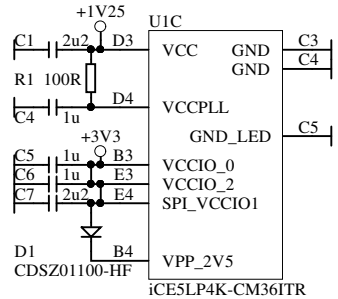 +1V25 U1C
C1 2u2 D3 VCC GND C3
GND C4
R1 100R
D4 VCCPLL
C4 1u
GND_LED C5
+3V3
C5 1u B3 VCCIO_0
C6 1u E3 VCCIO_2
C7 2u2 E4 SPI_VCCIO1
D1 B4 VPP_2V5
CDSZ01100-HF
iCE5LP4K-CM36ITR